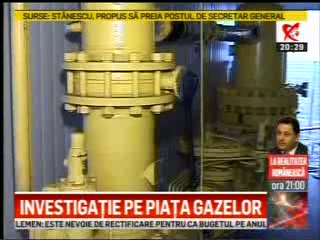 SURSE: STĂNESCU, PROPUS SĂ PREIA POSTUL DE SECRETAR GENERAL
20:29
LA REALITATEA
ROMÂNEASCĂ
ora 21:00
INVESTIGAȚIE PE PIAȚA GAZELOR
LEMEN: ESTE NEVOIE DE RECTIFICARE PENTRU CA BUGETUL PE ANUL